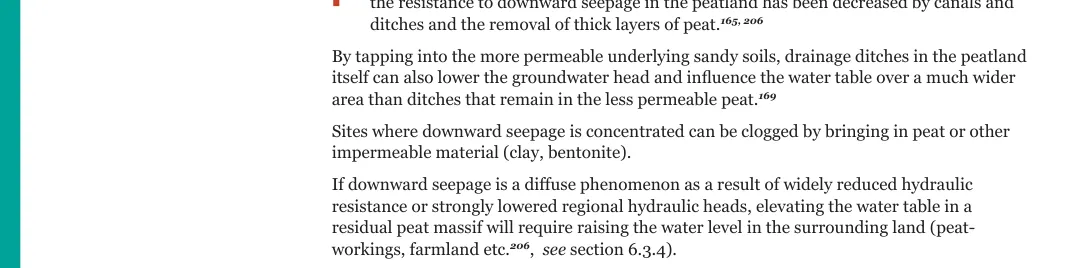 the resistance to downward seepage in the peatland has been decreased by canals and
ditches and the removal of thick layers of peat.165, 206
By tapping into the more permeable underlying sandy soils, drainage ditches in the peatland
itself can also lower the groundwater head and influence the water table over a much wider
area than ditches that remain in the less permeable peat.169
Sites where downward seepage is concentrated can be clogged by bringing in peat or other
impermeable material (clay, bentonite).
If downward seepage is a diffuse phenomenon as a result of widely reduced hydraulic
resistance or strongly lowered regional hydraulic heads, elevating the water table in a
residual peat massif will require raising the water level in the surrounding land (peat-
workings, farmland etc.206, see section 6.3.4).